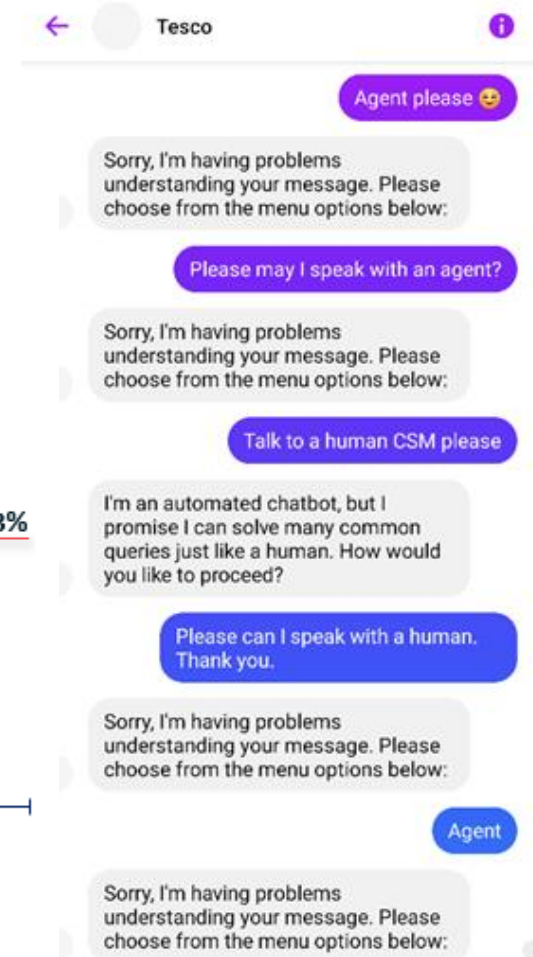 Tesco
Agent please 😉
Sorry, I'm having problems
understanding your message. Please
choose from the menu options below:
Please may I speak with an agent?
Sorry, I'm having problems
understanding your message. Please
choose from the menu options below:
Talk to a human CSM please
I'm an automated chatbot, but I
promise I can solve many common
queries just like a human. How would
you like to proceed?
Please can I speak with a human.
Thank you.
Sorry, I'm having problems
understanding your message. Please
choose from the menu options below:
Agent
Sorry, I'm having problems
understanding your message. Please
choose from the menu options below: